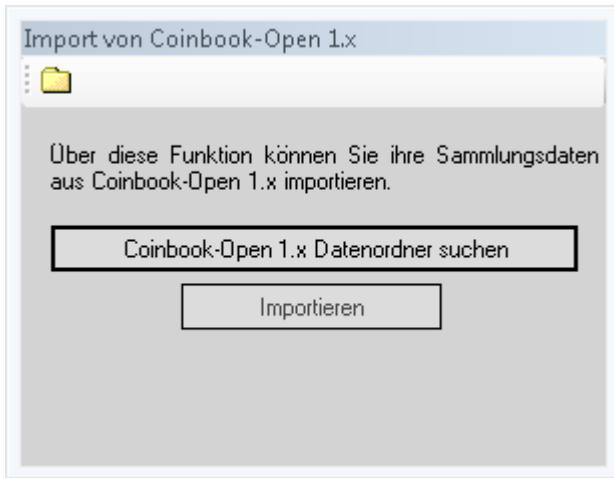 Import von Coinbook-Open 1.x
Über diese Funktion können Sie ihre Sammlungsdaten
aus Coinbook-Open 1.x importieren.
Coinbook-Open 1.x Datenordner suchen
Importieren